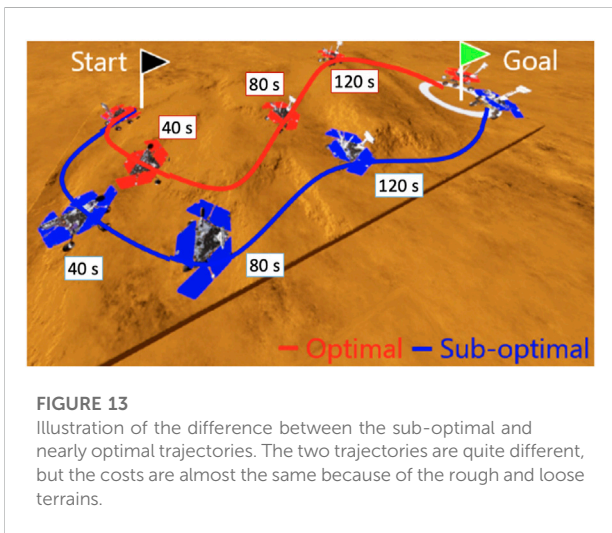 Start
Goal
80 s
120 s
40 s
120 s
40 s
80 s
Optimal Sub-optimal
FIGURE 13
Illustration of the difference between the sub-optimal and
nearly optimal trajectories. The two trajectories are quite different,
but the costs are almost the same because of the rough and loose
terrains.